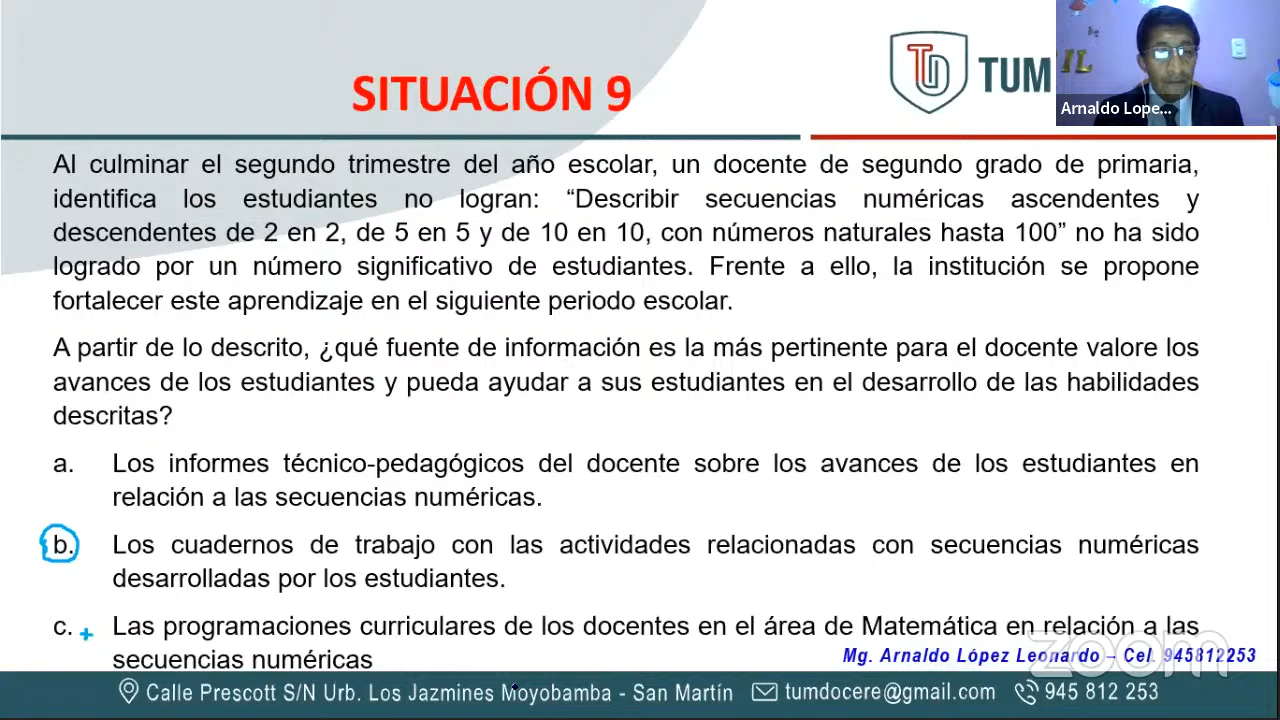 SITUACIÓN 9
TD TUM
IL
Arnaldo Lope...
Al culminar el segundo trimestre del año escolar, un docente de segundo grado de primaria,
identifica los estudiantes no logran: “Describir secuencias numéricas ascendentes y
descendentes de 2 en 2, de 5 en 5 y de 10 en 10, con números naturales hasta 100” no ha sido
logrado por un número significativo de estudiantes. Frente a ello, la institución se propone
fortalecer este aprendizaje en el siguiente periodo escolar.
A partir de lo descrito, ¿qué fuente de información es la más pertinente para el docente valore los
avances de los estudiantes y pueda ayudar a sus estudiantes en el desarrollo de las habilidades
descritas?
a. Los informes técnico-pedagógicos del docente sobre los avances de los estudiantes en
relación a las secuencias numéricas.
b. Los cuadernos de trabajo con las actividades relacionadas con secuencias numéricas
desarrolladas por los estudiantes.
c. + Las programaciones curriculares de los docentes en el área de Matemática en relación a las
secuencias numéricas
Mg. Arnaldo López Leonardo – Cel. 945812253
zoom
Calle Prescott S/N Urb. Los Jazmines Moyobamba - San Martín tumdocere@gmail.com 945 812 253